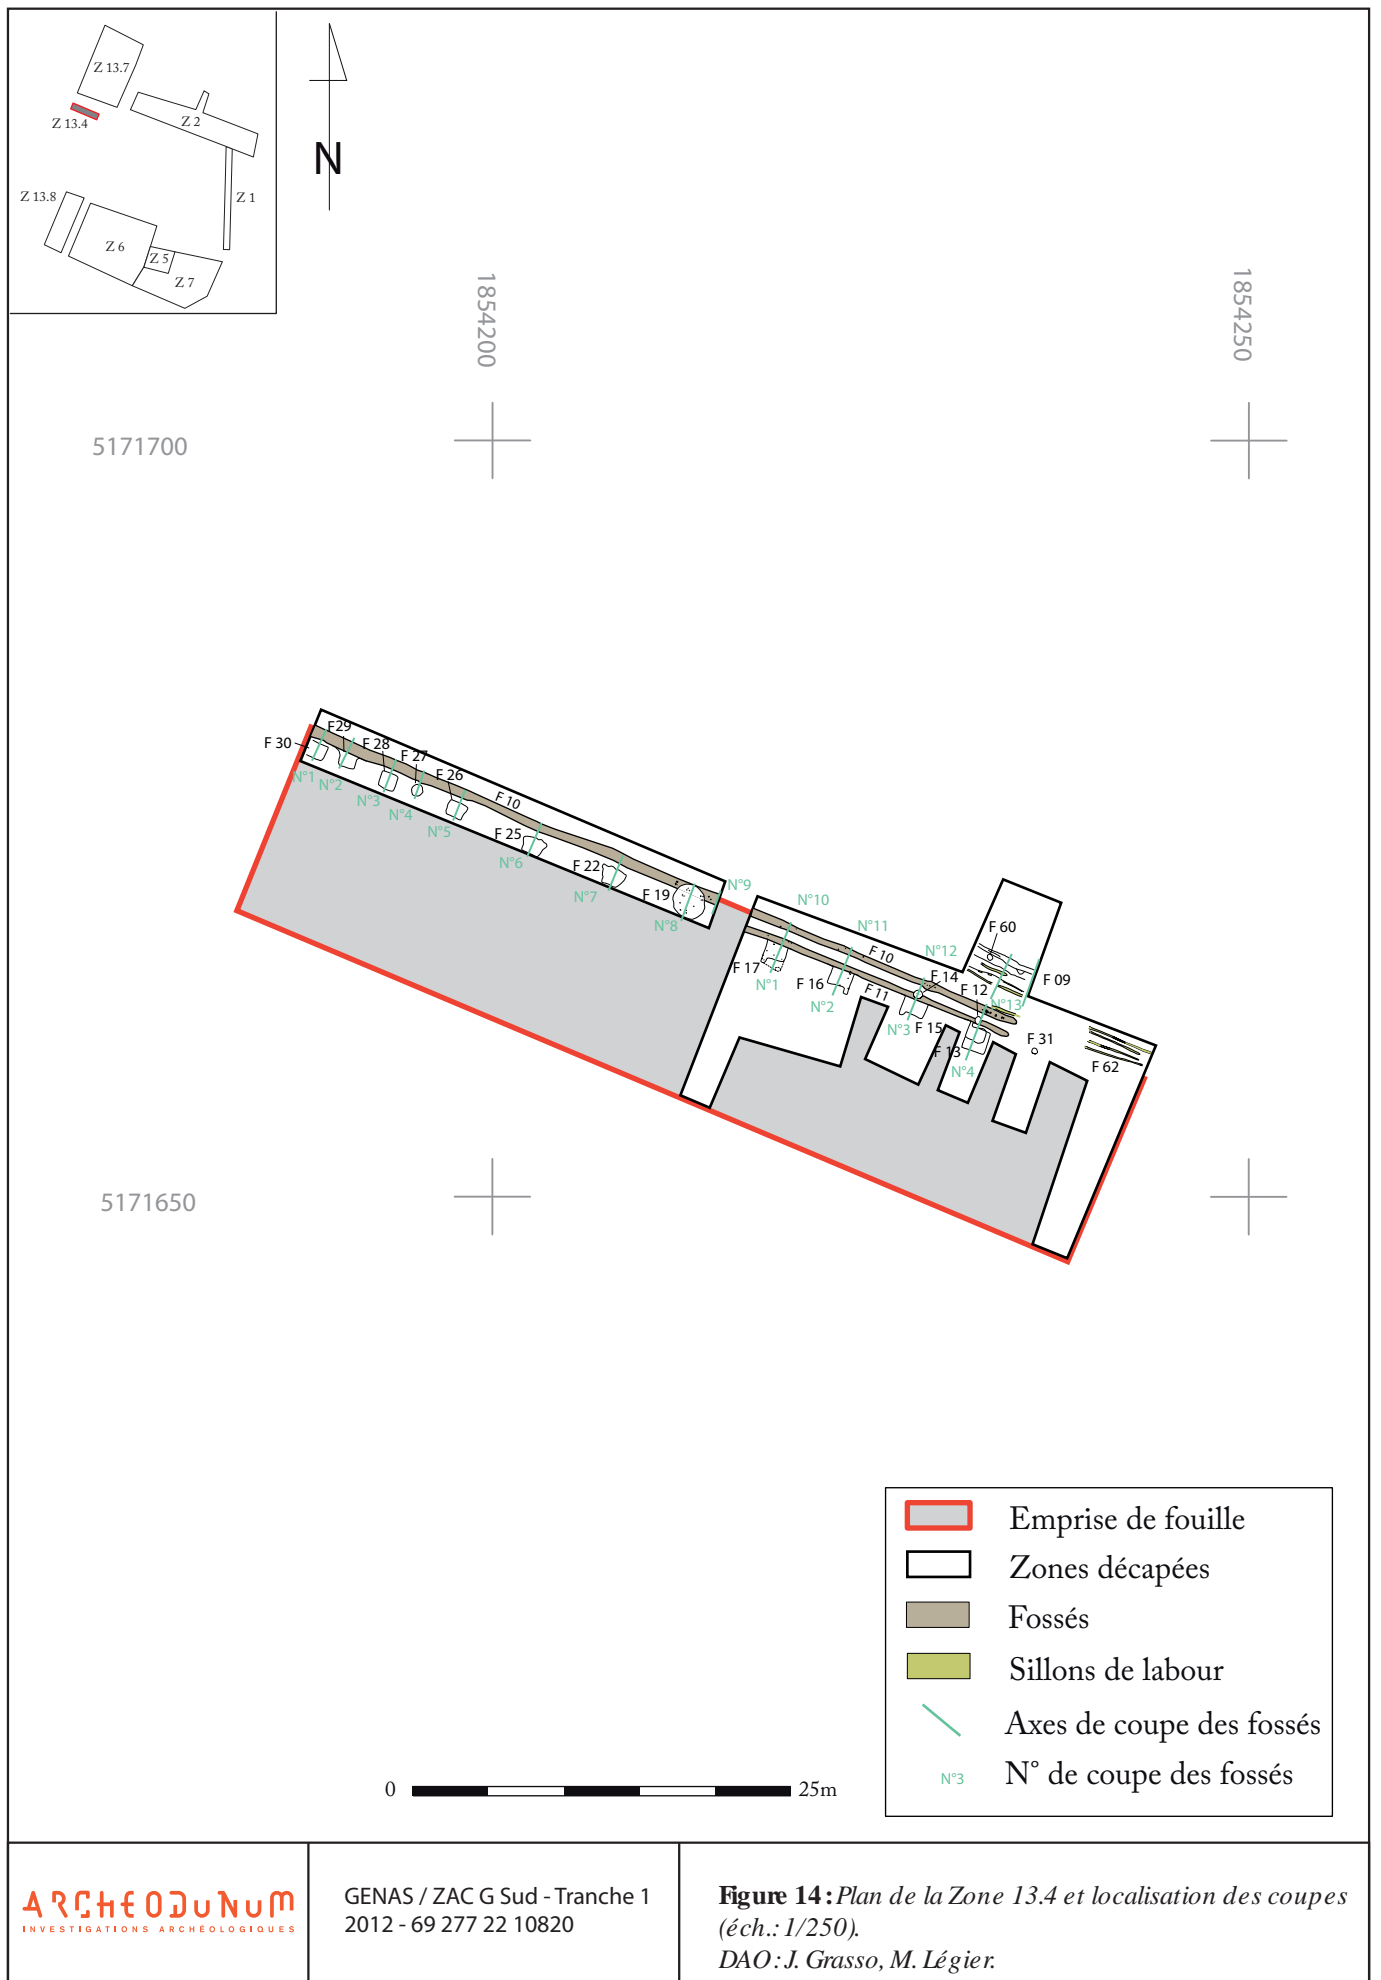 Z 13.7
Z 2
Z 13.4
Z 13.8
Z 1
Z 6
Z 5
Z 7
N
1854200
1854250
5171700
5171650
F 30
F29
F 28
F 27
F 26
F 10
F 25
F 22
F 19
N°1
N°2
N°3
N°4
N°5
N°6
N°7
N°8
N°9
N°10
N°11
N°12
N°13
F 10
F 11
F 17
F 16
F 15
F 14
F 13
F 12
F 60
F 09
F 31
F 62
N°1
N°2
N°3
N°4
Emprise de fouille
Zones décapées
Fossés
Sillons de labour
Axes de coupe des fossés
N°3 N° de coupe des fossés
0 25m
ARCHEODUNUM
INVESTIGATIONS ARCHÉOLOGIQUES
GENAS / ZAC G Sud - Tranche 1
2012 - 69 277 22 10820
Figure 14 : Plan de la Zone 13.4 et localisation des coupes
(éch.: 1/250).
DAO : J. Grasso, M. Légier.